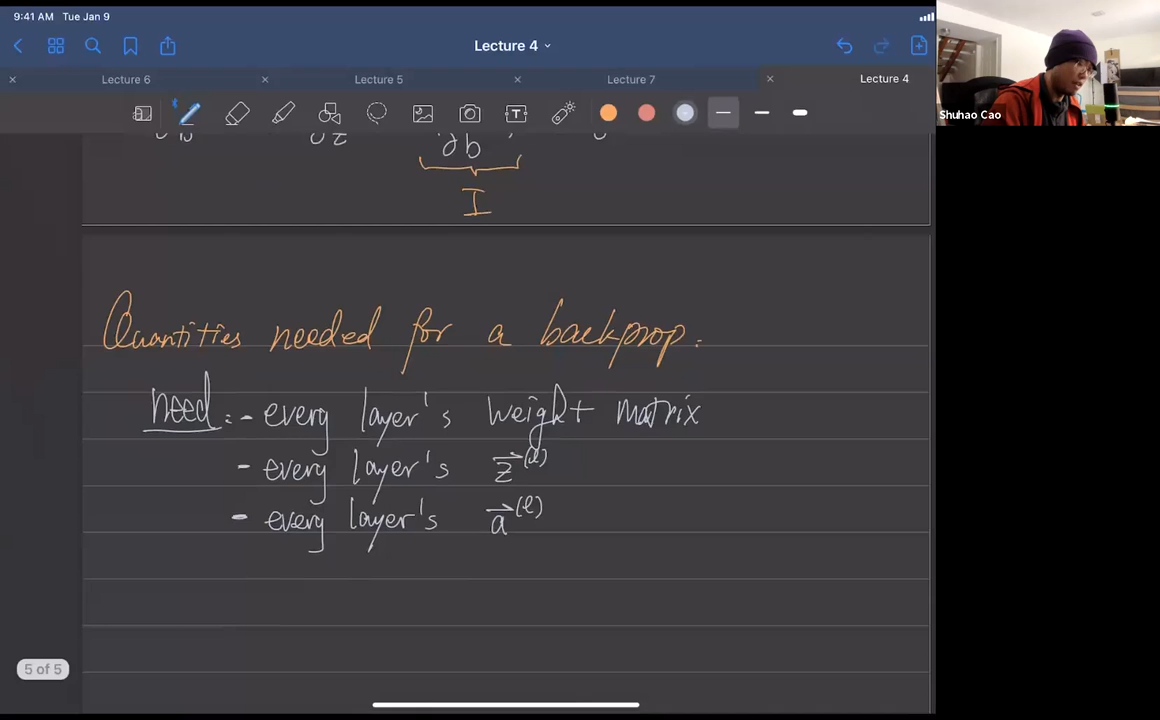 9:41 AM Tue Jan 9
Lecture 4
Lecture 6
Lecture 5
Lecture 7
Lecture 4
Shuhao Cao
∂b
I
Quantities needed for a backprop:
need: - every layer's weight matrix
- every layer's z⃗^(l)
- every layer's a⃗^(l)
5 of 5